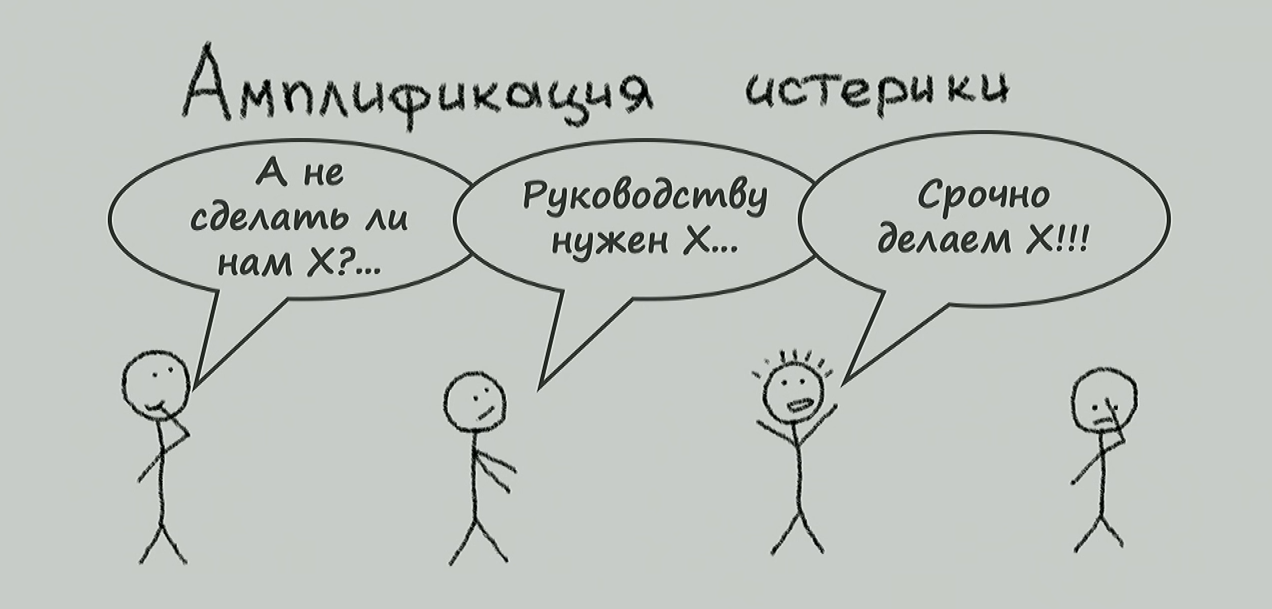 Амплификация истерики
А не
сделать ли
нам X?...
Руководству
нужен X...
Срочно
делаем X!!!